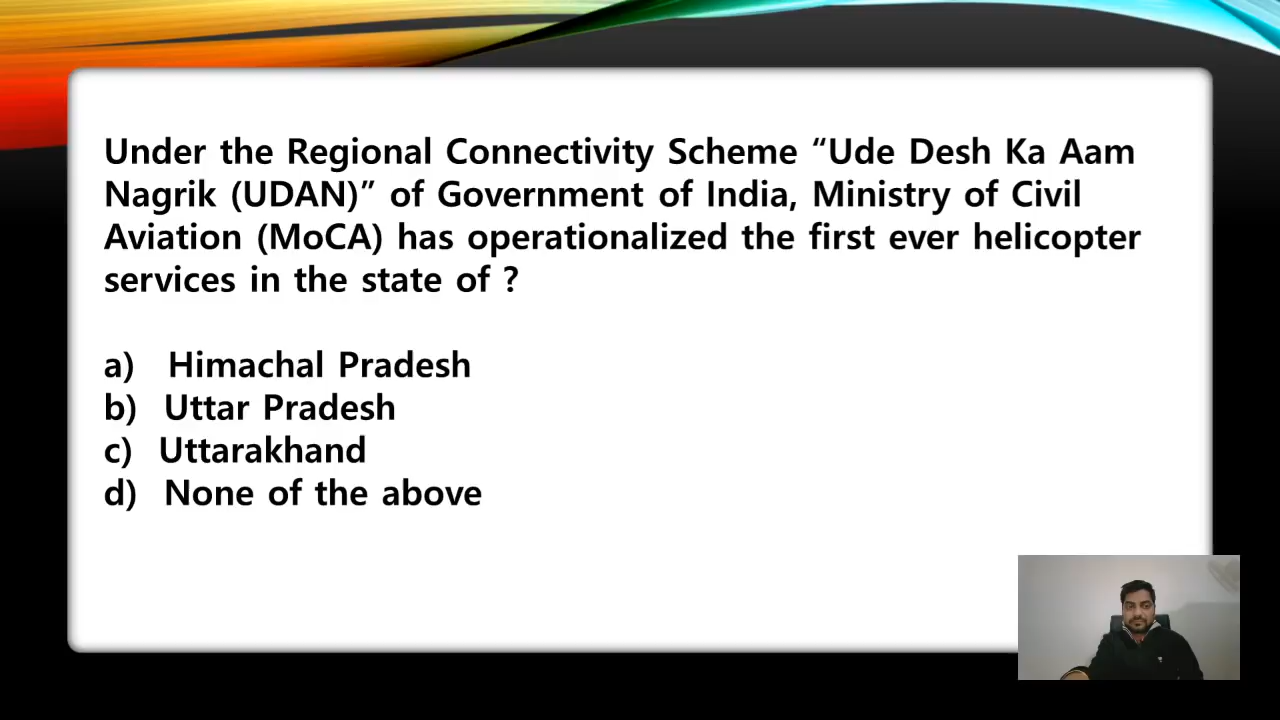 Under the Regional Connectivity Scheme “Ude Desh Ka Aam
Nagrik (UDAN)” of Government of India, Ministry of Civil
Aviation (MoCA) has operationalized the first ever helicopter
services in the state of ?
a) Himachal Pradesh
b) Uttar Pradesh
c) Uttarakhand
d) None of the above